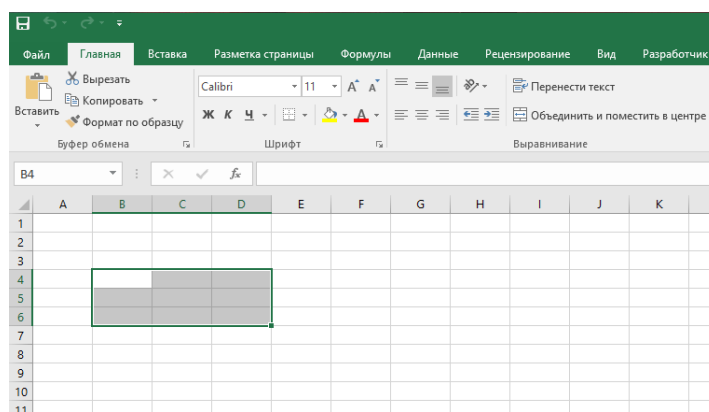 Файл Главная Вставка Разметка страницы Формулы Данные Рецензирование Вид Разработчик
Вырезать
Calibri 11 A A Перенести текст
Вставить Копировать
Формат по образцу Ж К Ч A Объединить и поместить в центре
Буфер обмена Шрифт Выравнивание
B4 fx
A B C D E F G H I J K
1
2
3
4
5
6
7
8
9
10
11